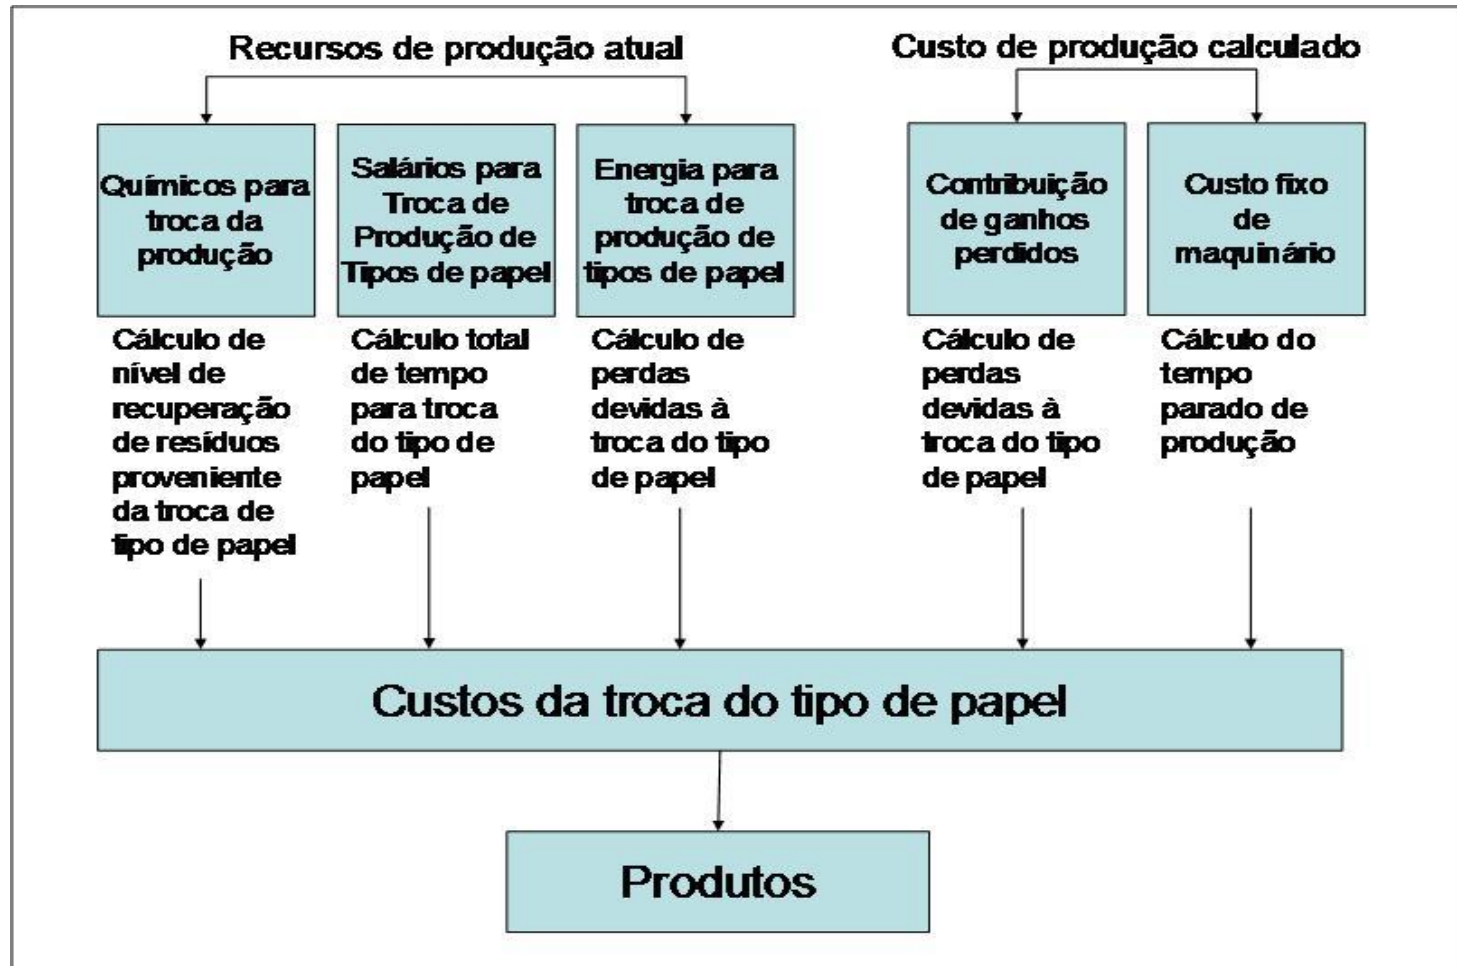 Recursos de produção atual
Custo de produção calculado
Químicos para
troca da
produção
Salários para
Troca de
Produção de
Tipos de papel
Energia para
troca de
produção de
tipos de papel
Contribuição
de ganhos
perdidos
Custo fixo
de
maquinário
Cálculo de
nível de
recuperação
de resíduos
proveniente
da troca de
tipo de papel
Cálculo total
de tempo
para troca
do tipo de
papel
Cálculo de
perdas
devidas à
troca do tipo
de papel
Cálculo de
perdas
devidas à
troca do tipo
de papel
Cálculo do
tempo
parado de
produção
Custos da troca do tipo de papel
Produtos